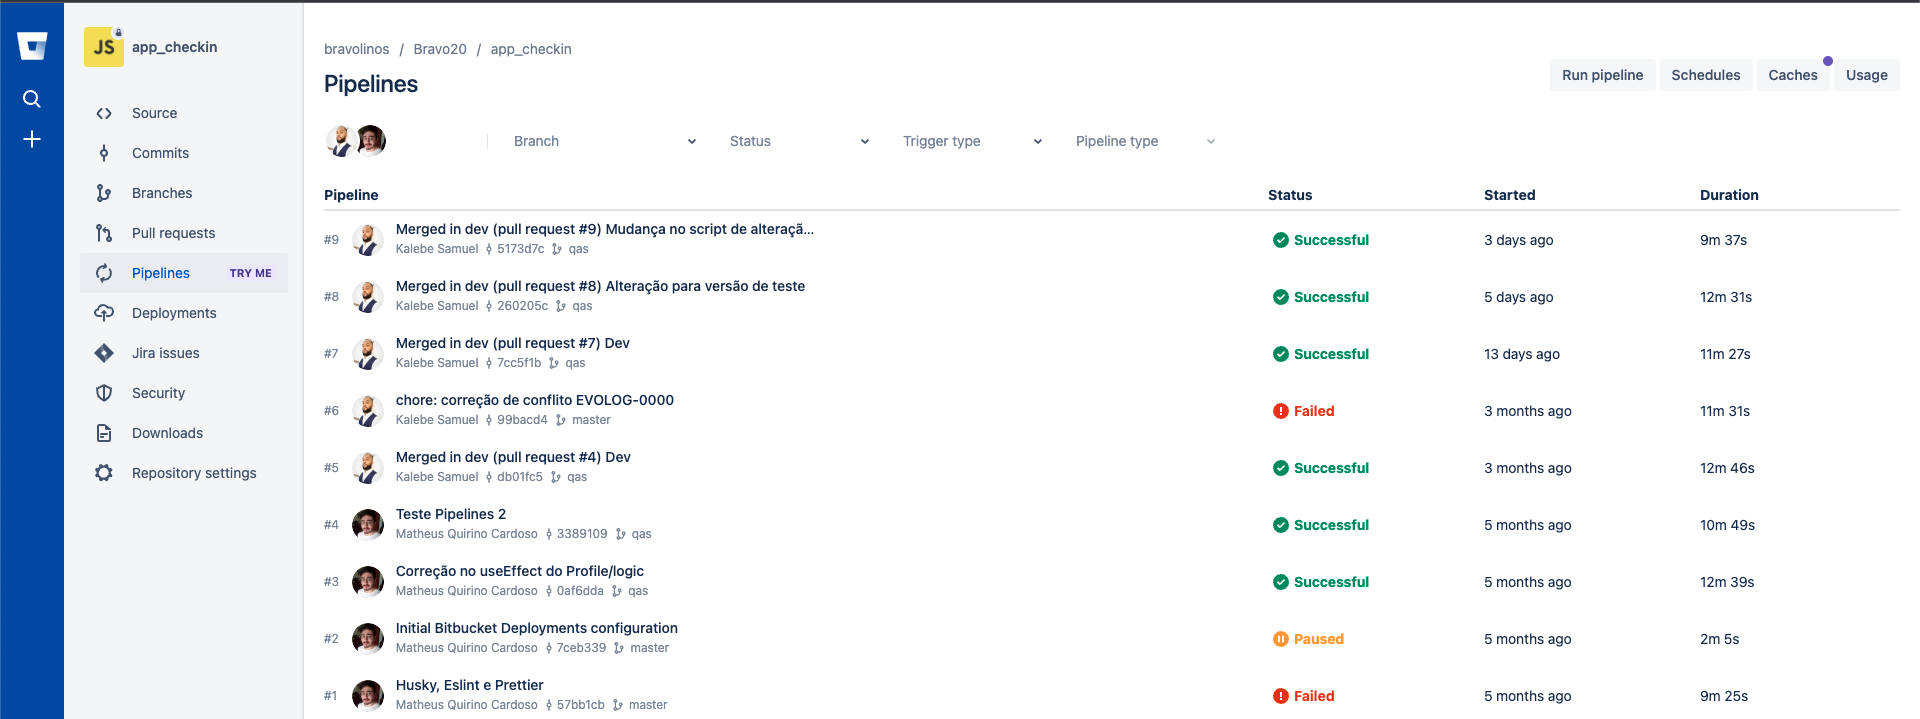 JS app_checkin
Source
Commits
Branches
Pull requests
Pipelines TRY ME
Deployments
Jira issues
Security
Downloads
Repository settings
bravolinos / Bravo20 / app_checkin
Pipelines
Run pipeline Schedules Caches Usage
Branch Status Trigger type Pipeline type
Pipeline Status Started Duration
#9 Merged in dev (pull request #9) Mudança no script de alteraçã... Successful 3 days ago 9m 37s
Kalebe Samuel 5173d7c qas
#8 Merged in dev (pull request #8) Alteração para versão de teste Successful 5 days ago 12m 31s
Kalebe Samuel 260205c qas
#7 Merged in dev (pull request #7) Dev Successful 13 days ago 11m 27s
Kalebe Samuel 7cc5f1b qas
#6 chore: correção de conflito EVOLOG-0000 Failed 3 months ago 11m 31s
Kalebe Samuel 99bacd4 master
#5 Merged in dev (pull request #4) Dev Successful 3 months ago 12m 46s
Kalebe Samuel db01fc5 qas
#4 Teste Pipelines 2 Successful 5 months ago 10m 49s
Matheus Quirino Cardoso 3389109 qas
#3 Correção no useEffect do Profile/logic Successful 5 months ago 12m 39s
Matheus Quirino Cardoso 0af6dda qas
#2 Initial Bitbucket Deployments configuration Paused 5 months ago 2m 5s
Matheus Quirino Cardoso 7ceb339 master
#1 Husky, Eslint e Prettier Failed 5 months ago 9m 25s
Matheus Quirino Cardoso 57bb1cb master